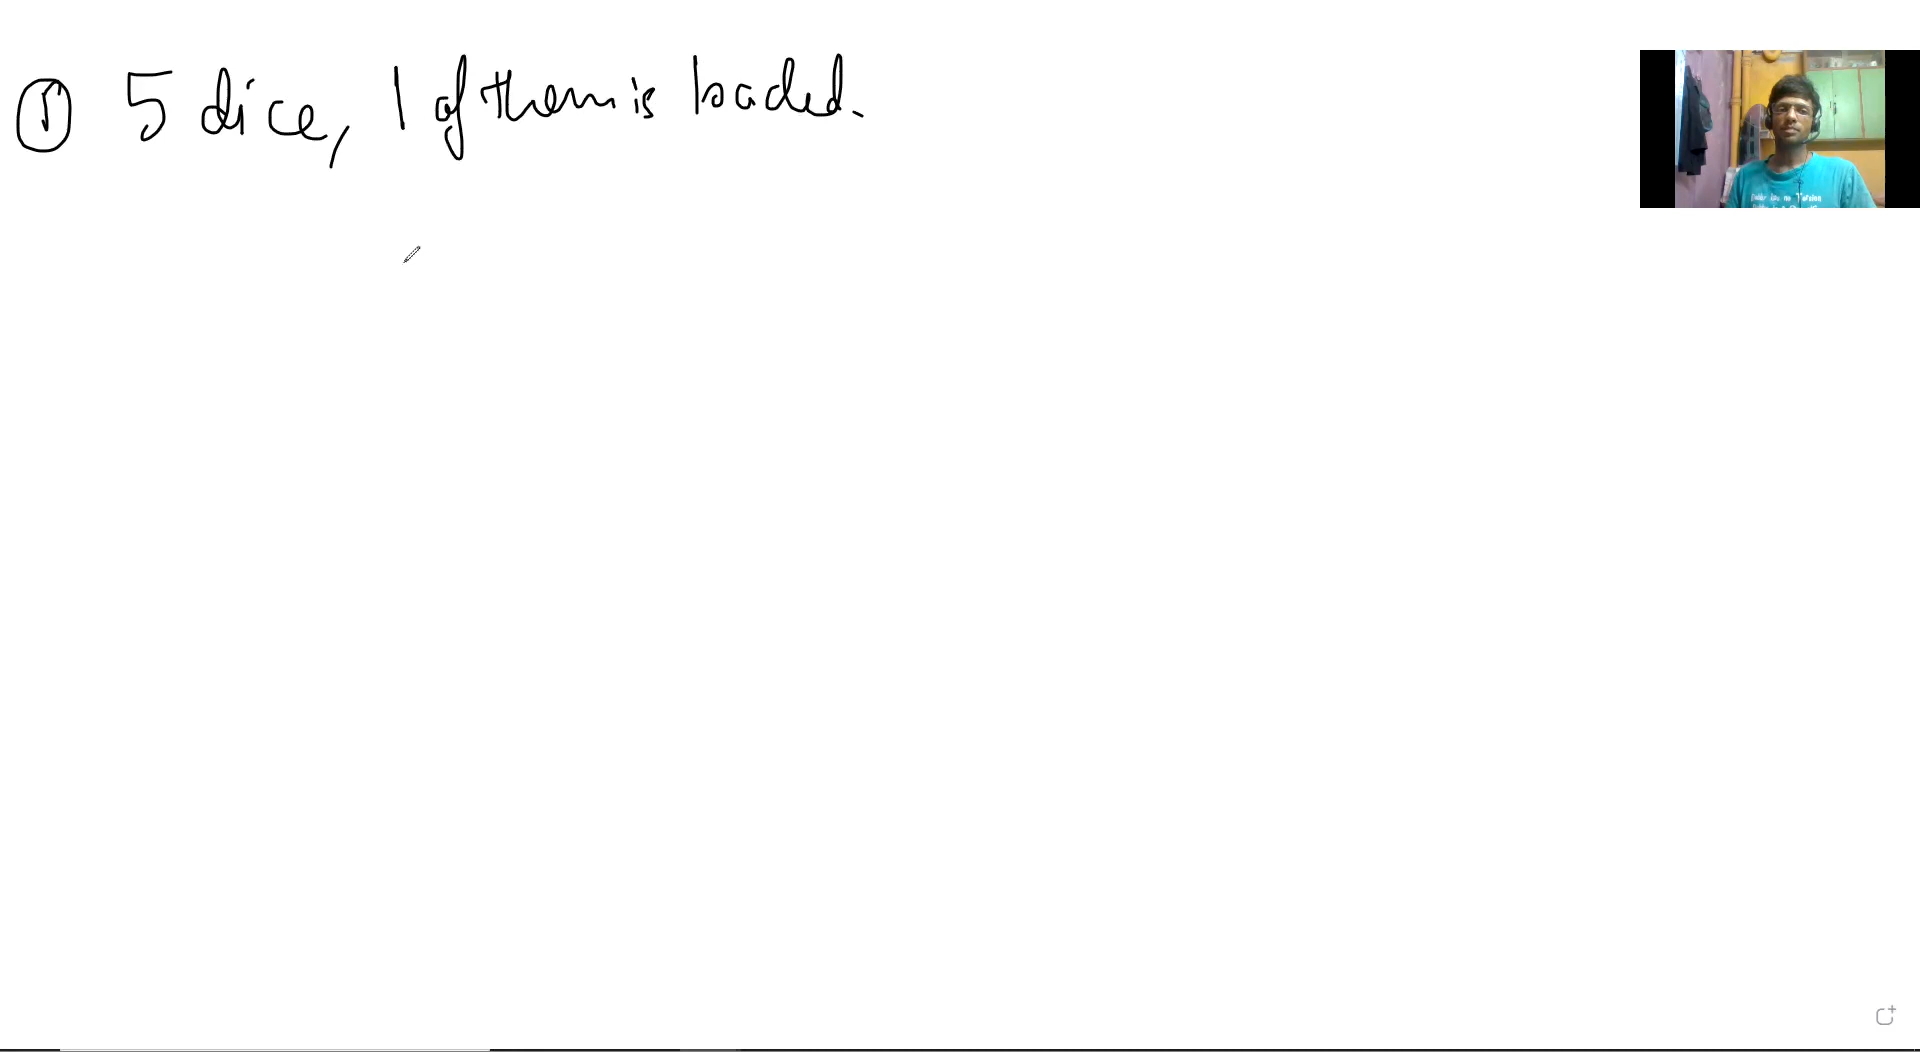 ① 5 dice, 1 of them is loaded.